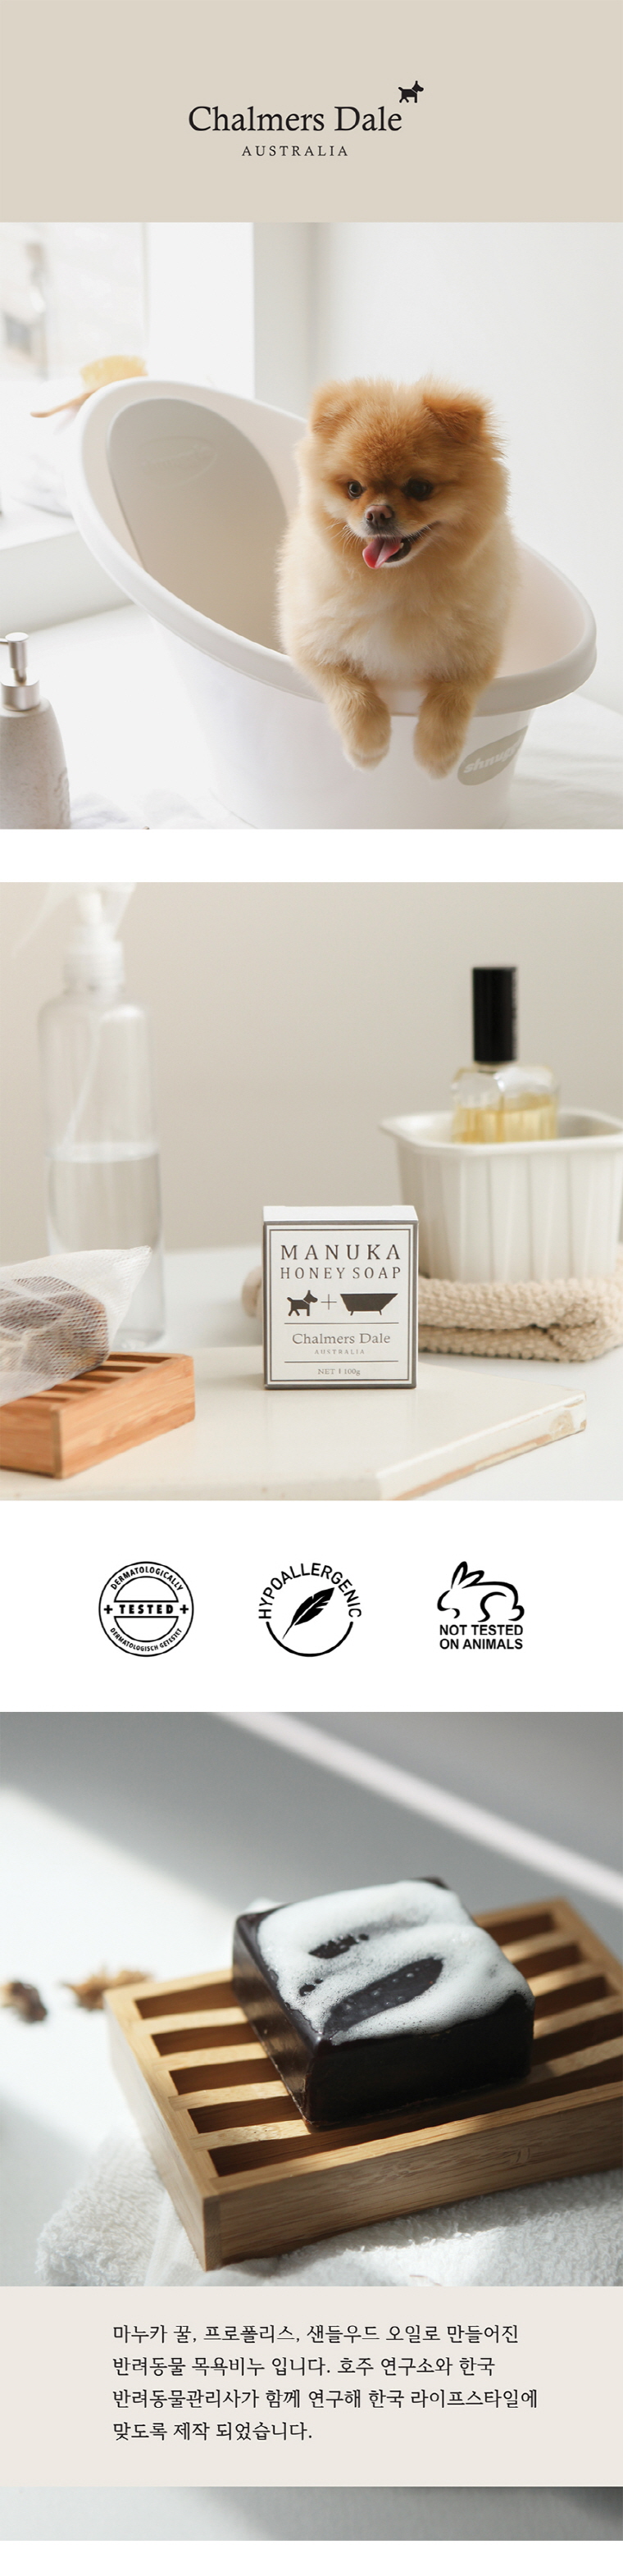 Chalmers Dale
AUSTRALIA
MANUKA
HONEY SOAP
Chalmers Dale
AUSTRALIA
DERMATOLOGICALLY
TESTED
DERMATOLOGISCH GETESTET
HYPOALLERGENIC
NOT TESTED
ON ANIMALS
마누카 꿀, 프로폴리스, 샌들우드 오일로 만들어진
반려동물 목욕비누 입니다. 호주 연구소와 한국
반려동물관리사가 함께 연구해 한국 라이프스타일에
맞도록 제작 되었습니다.